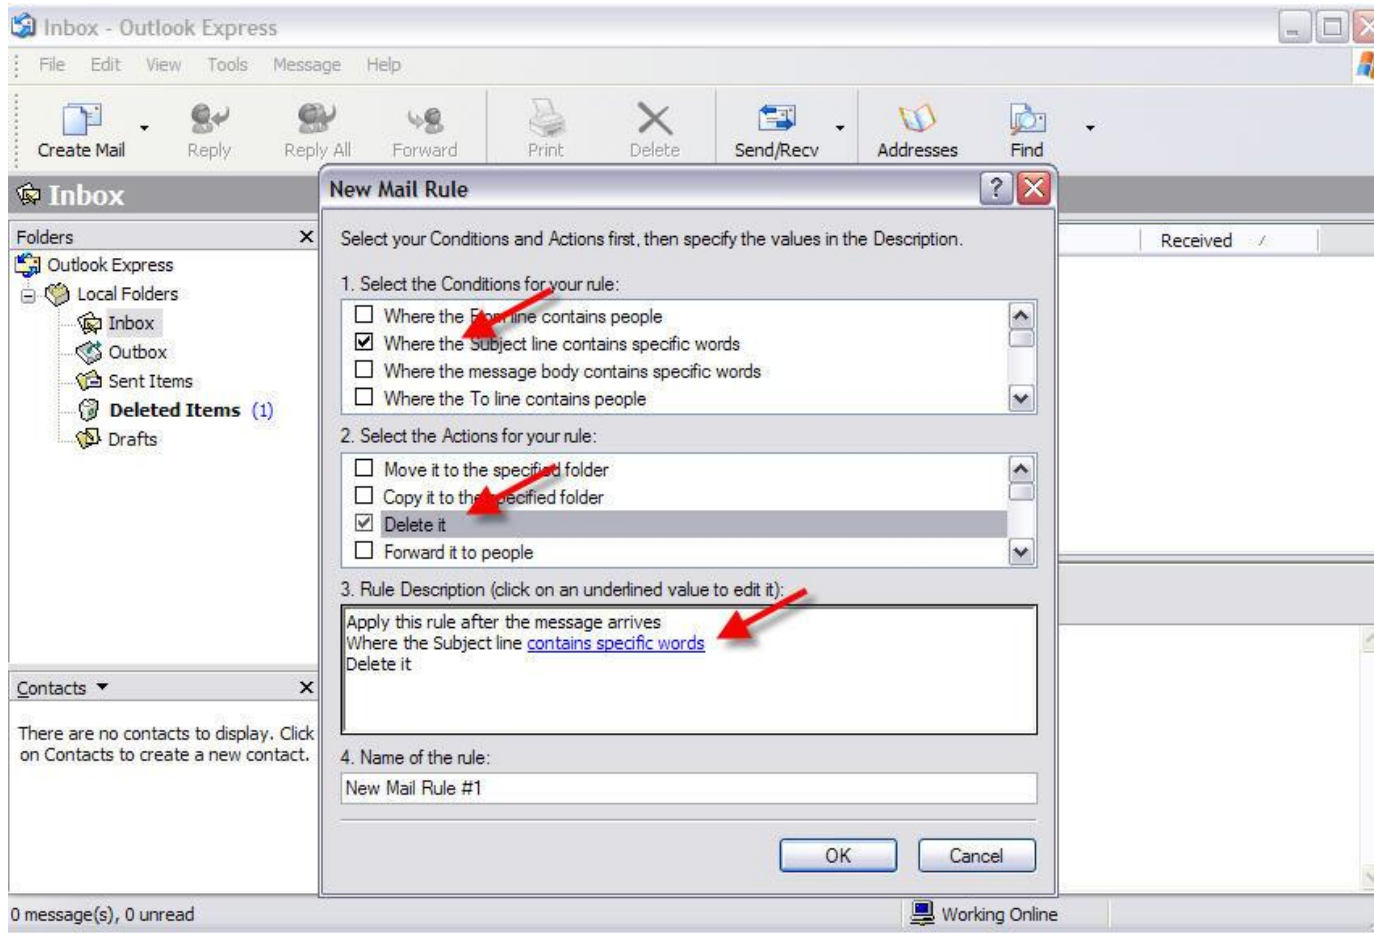 Inbox - Outlook Express
File Edit View Tools Message Help
Create Mail Reply Reply All Forward Print Delete Send/Recv Addresses Find
Inbox
New Mail Rule
Folders
Received
Outlook Express
Local Folders
Inbox
Outbox
Sent Items
Deleted Items (1)
Drafts
Select your Conditions and Actions first, then specify the values in the Description.
1. Select the Conditions for your rule:
Where the From line contains people
Where the Subject line contains specific words
Where the message body contains specific words
Where the To line contains people
2. Select the Actions for your rule:
Move it to the specified folder
Copy it to the specified folder
Delete it
Forward it to people
3. Rule Description (click on an underlined value to edit it):
Apply this rule after the message arrives
Where the Subject line contains specific words
Delete it
4. Name of the rule:
New Mail Rule #1
OK Cancel
Contacts
There are no contacts to display. Click
on Contacts to create a new contact.
0 message(s), 0 unread
Working Online